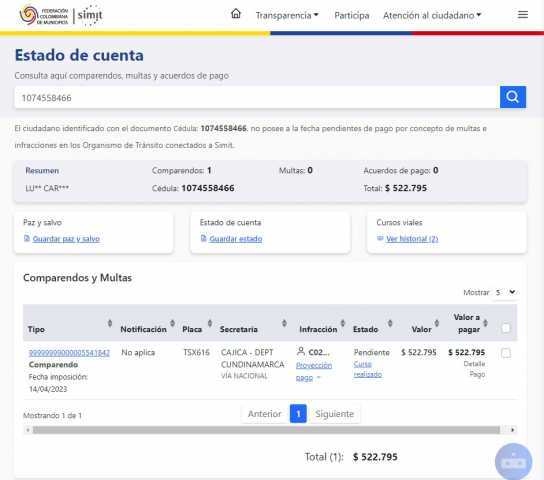 FEDERACIÓN
COLOMBIANA
DE MUNICIPIOS
simit
Transparencia
Participa
Atención al ciudadano
Estado de cuenta
Consulta aquí comparendos, multas y acuerdos de pago
1074558466
El ciudadano identificado con el documento Cédula: 1074558466, no posee a la fecha pendientes de pago por concepto de multas e
infracciones en los Organismo de Tránsito conectados a Simit.
Resumen Comparendos: 1 Multas: 0 Acuerdos de pago: 0
LU** CAR*** Cédula: 1074558466 Total: $ 522.795
Paz y salvo Estado de cuenta Cursos viales
Guardar paz y salvo Guardar estado Ver historial (2)
Comparendos y Multas
Mostrar 5
Tipo Notificación Placa Secretaría Infracción Estado Valor Valor a pagar
99999999000005541842 No aplica TSX616 CAJICA - DEPT C02... Pendiente $ 522.795 $ 522.795
Comparendo CUNDINAMARCA Proyección Curso Detalle
Fecha imposición: VÍA NACIONAL pago realizado Pago
14/04/2023
Mostrando 1 de 1 Anterior 1 Siguiente
Total (1): $ 522.795